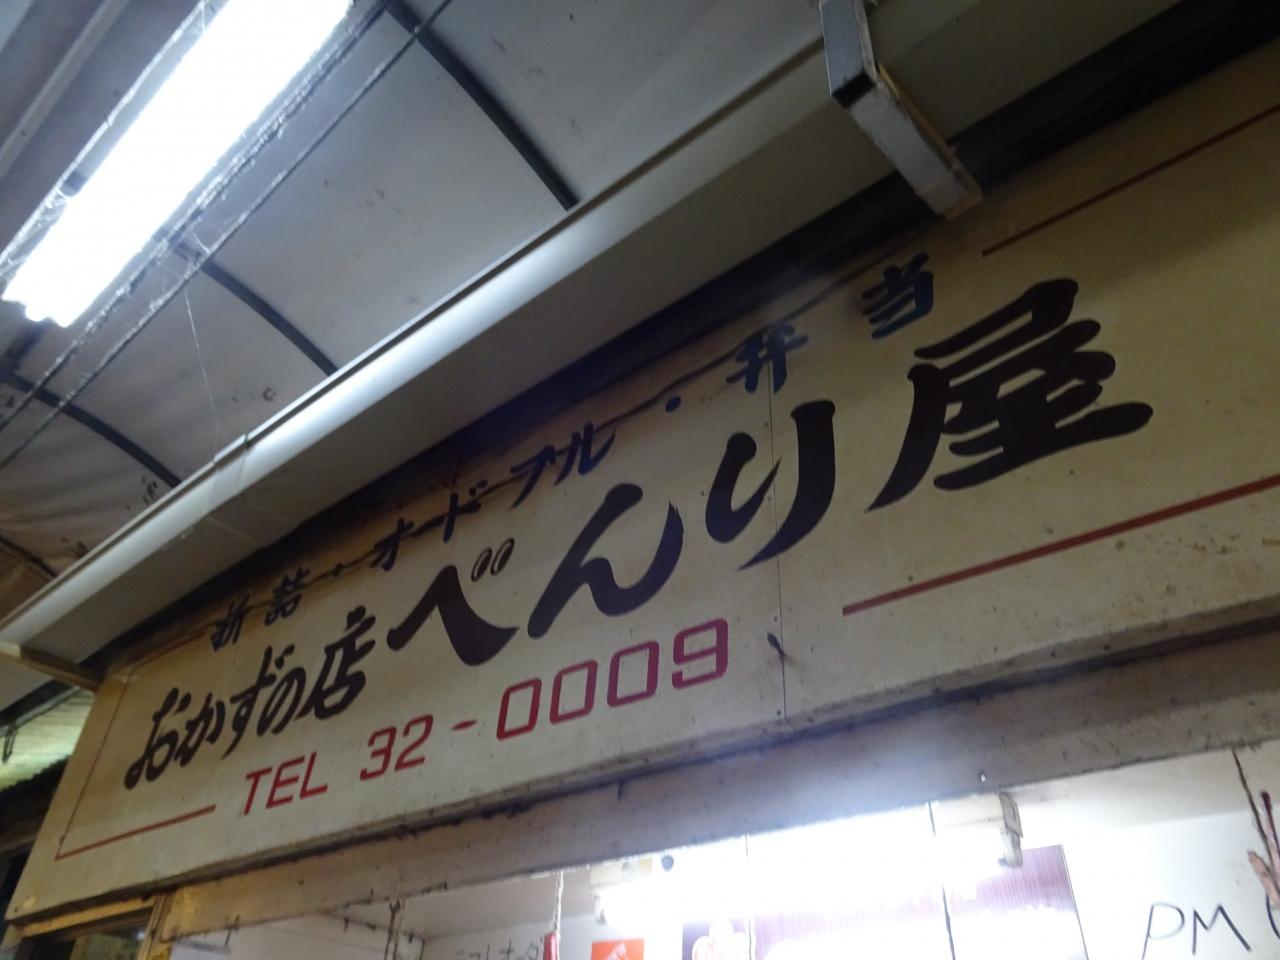 折詰・オードブル・弁当
おかずの店べんり屋
TEL 32-0009
PM